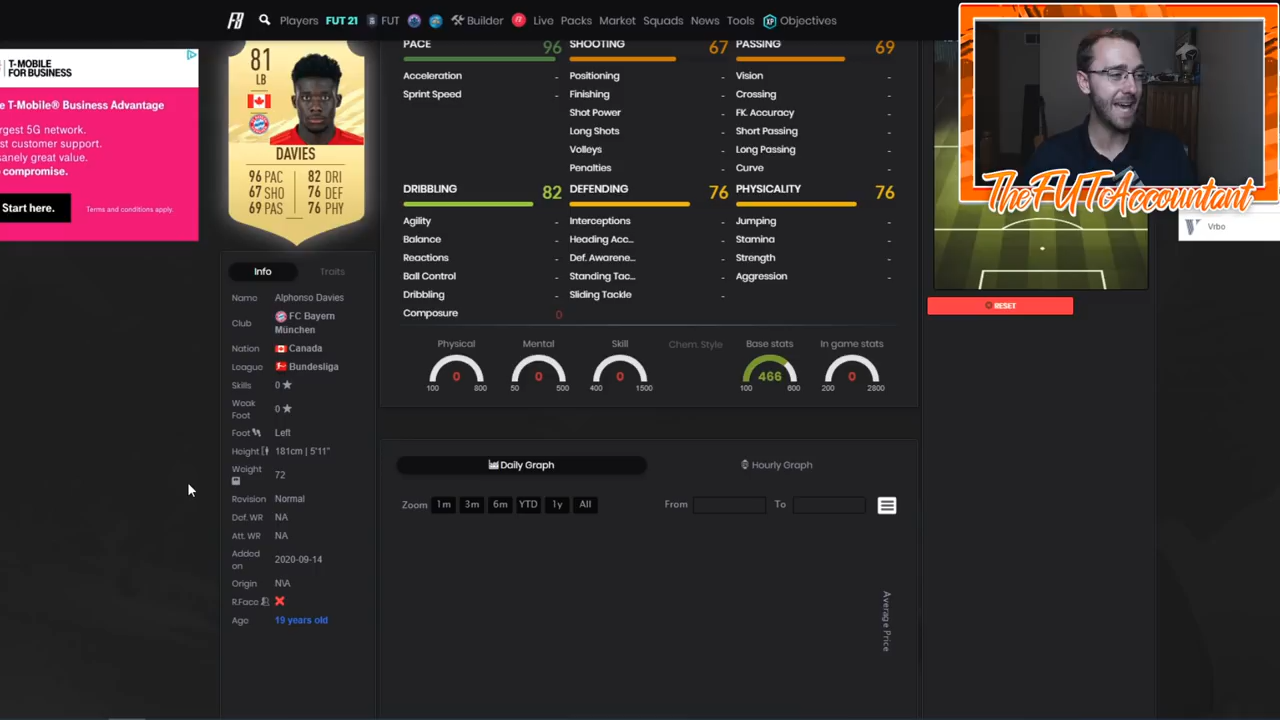 Players FUT 21 FUT Builder Live Packs Market Squads News Tools Objectives
T-MOBILE
FOR BUSINESS
e T-Mobile® Business Advantage
rgest 5G network.
st customer support.
sanely great value.
o compromise.
Start here.
Terms and conditions apply.
81
LB
DAVIES
96 PAC 82 DRI
67 SHO 76 DEF
69 PAS 76 PHY
PACE 96
Acceleration -
Sprint Speed -
SHOOTING 67
Positioning -
Finishing -
Shot Power -
Long Shots -
Volleys -
Penalties -
PASSING 69
Vision -
Crossing -
FK. Accuracy -
Short Passing -
Long Passing -
Curve -
DRIBBLING 82
Agility -
Balance -
Reactions -
Ball Control -
Dribbling -
Composure 0
DEFENDING 76
Interceptions -
Heading Acc... -
Def. Awarene... -
Standing Tac... -
Sliding Tackle -
PHYSICALITY 76
Jumping -
Stamina -
Strength -
Aggression -
Physical
0
100 800
Mental
0
50 500
Skill
0
400 1500
Chem. Style
Base stats
466
100 600
In game stats
0
200 2800
Info Traits
Name Alphonso Davies
Club FC Bayern
München
Nation Canada
League Bundesliga
Skills 0 ★
Weak
Foot 0 ★
Foot Left
Height 181cm | 5'11"
Weight 72
Revision Normal
Def. WR NA
Att. WR NA
Added
on 2020-09-14
Origin N\A
R.Face
Age 19 years old
Daily Graph Hourly Graph
Zoom 1m 3m 6m YTD 1y All From To
Average Price
TheFUTAccountant
Vrbo
RESET